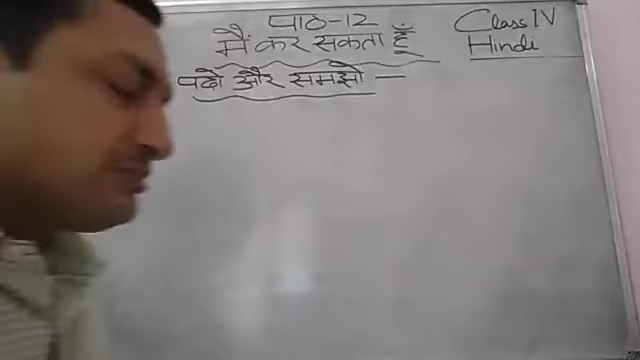 पाठ-12
मैं कर सकता हूँ
Class IV
Hindi
पढो और समझो —